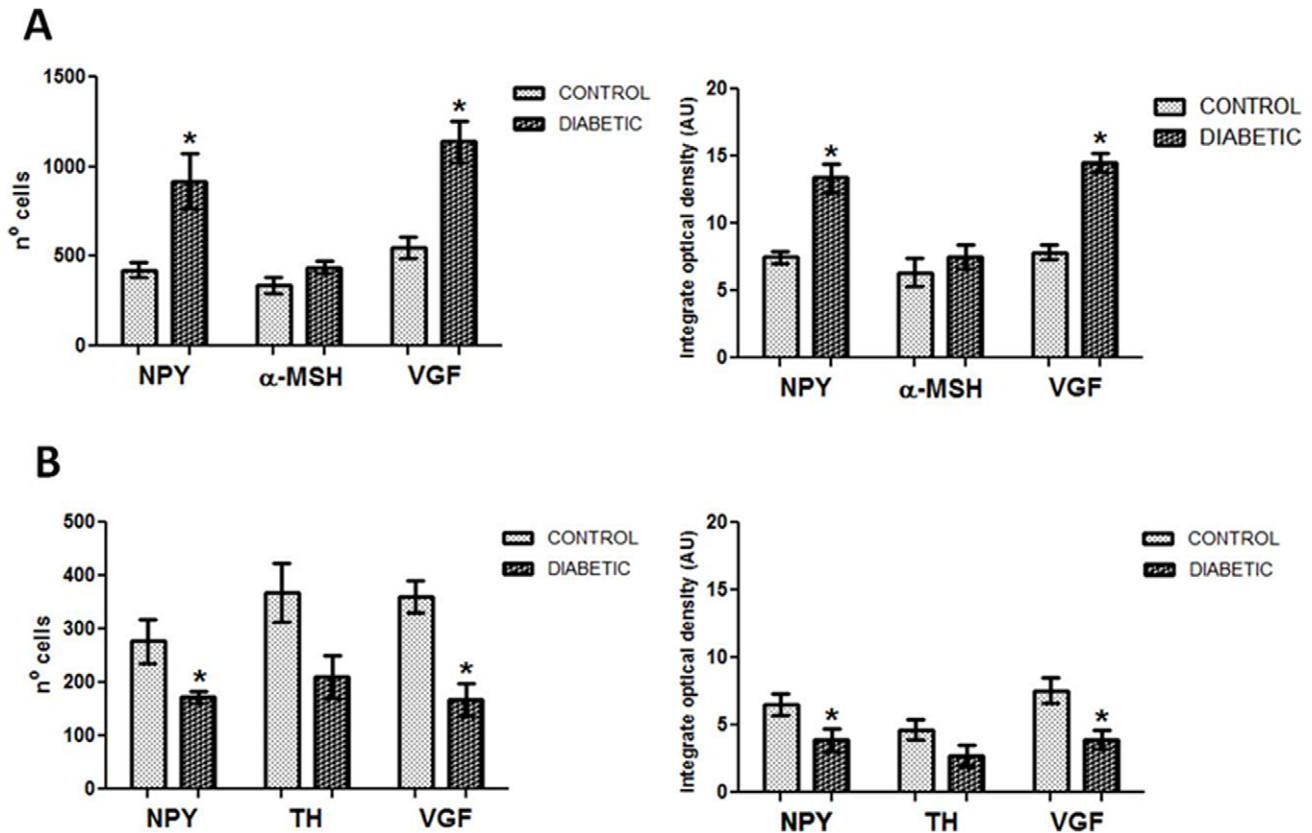 A
1500
1000
500
0
nº cells
*
*
NPY
α-MSH
VGF
CONTROL
DIABETIC
20
15
10
5
0
Integrate optical density (AU)
*
*
NPY
α-MSH
VGF
CONTROL
DIABETIC
B
500
400
300
200
100
0
nº cells
*
*
NPY
TH
VGF
CONTROL
DIABETIC
20
15
10
5
0
Integrate optical density (AU)
*
*
NPY
TH
VGF
CONTROL
DIABETIC